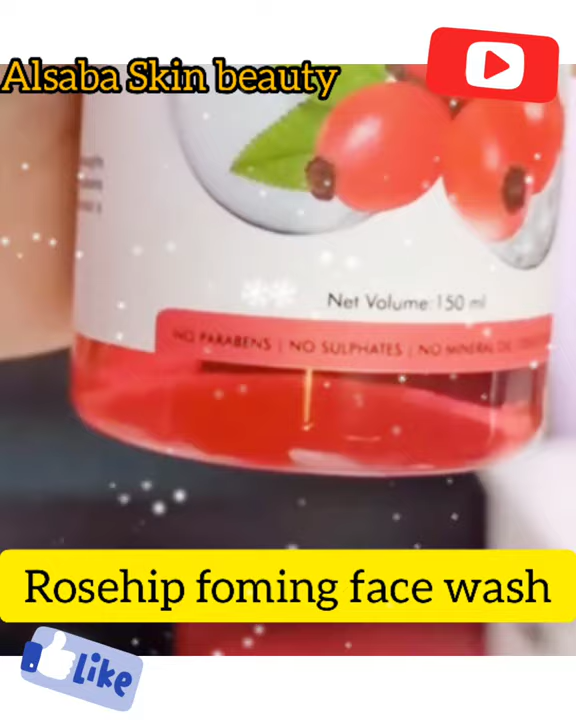 Alsaba Skin beauty
Net Volume: 150 ml
NO PARABENS | NO SULPHATES | NO MINERAL OIL
Rosehip foming face wash
Like